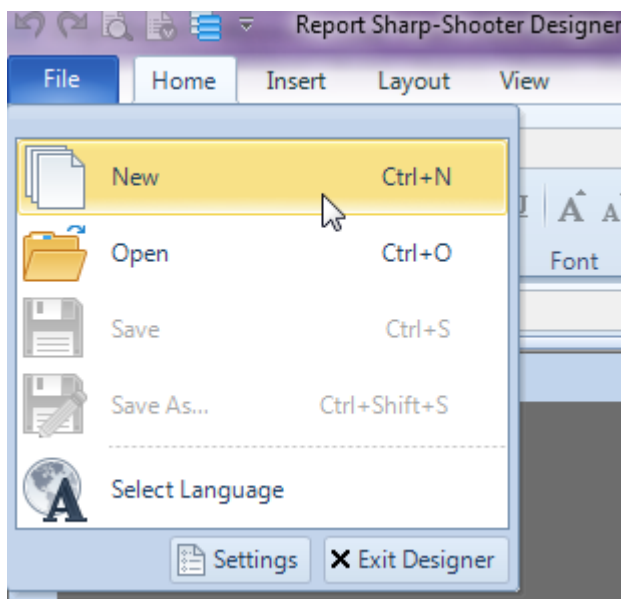 Report Sharp-Shooter Designer
File Home Insert Layout View
New Ctrl+N
Open Ctrl+O
Font
Save Ctrl+S
Save As... Ctrl+Shift+S
Select Language
Settings Exit Designer